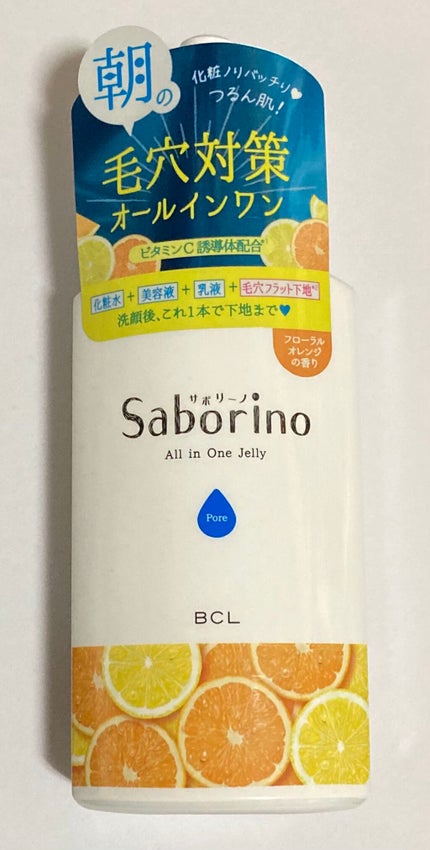 朝の
化粧ノリバッチリ♥
つるん肌!
毛穴対策
オールインワン
ビタミンC誘導体配合
化粧水+美容液+乳液+毛穴フラット下地
洗顔後、これ1本で下地まで♥
フローラル
オレンジ
の香り
サボリーノ
Saborino
All in One Jelly
Pore
BCL